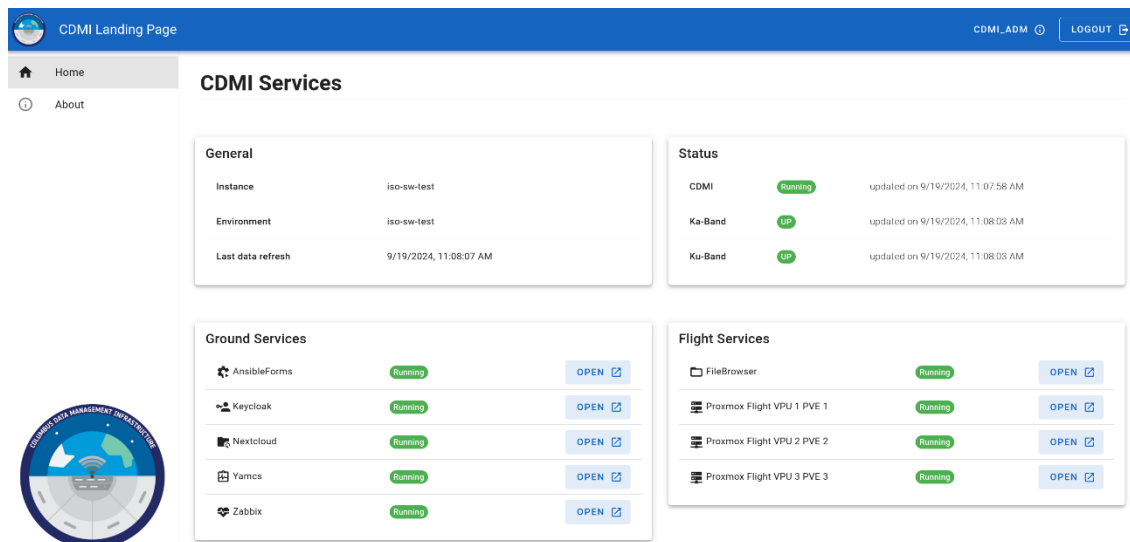 CDMI Landing Page
CDMI_ADM
LOGOUT
Home
About
CDMI Services
General
Instance iso-sw-test
Environment iso-sw-test
Last data refresh 9/19/2024, 11:08:07 AM
Status
CDMI Running updated on 9/19/2024, 11:07:58 AM
Ka-Band UP updated on 9/19/2024, 11:08:03 AM
Ku-Band UP updated on 9/19/2024, 11:08:03 AM
Ground Services
AnsibleForms Running OPEN
Keycloak Running OPEN
Nextcloud Running OPEN
Yamcs Running OPEN
Zabbix Running OPEN
Flight Services
FileBrowser Running OPEN
Proxmox Flight VPU 1 PVE 1 Running OPEN
Proxmox Flight VPU 2 PVE 2 Running OPEN
Proxmox Flight VPU 3 PVE 3 Running OPEN
COLUMBUS DATA MANAGEMENT INFRASTRUCTURE